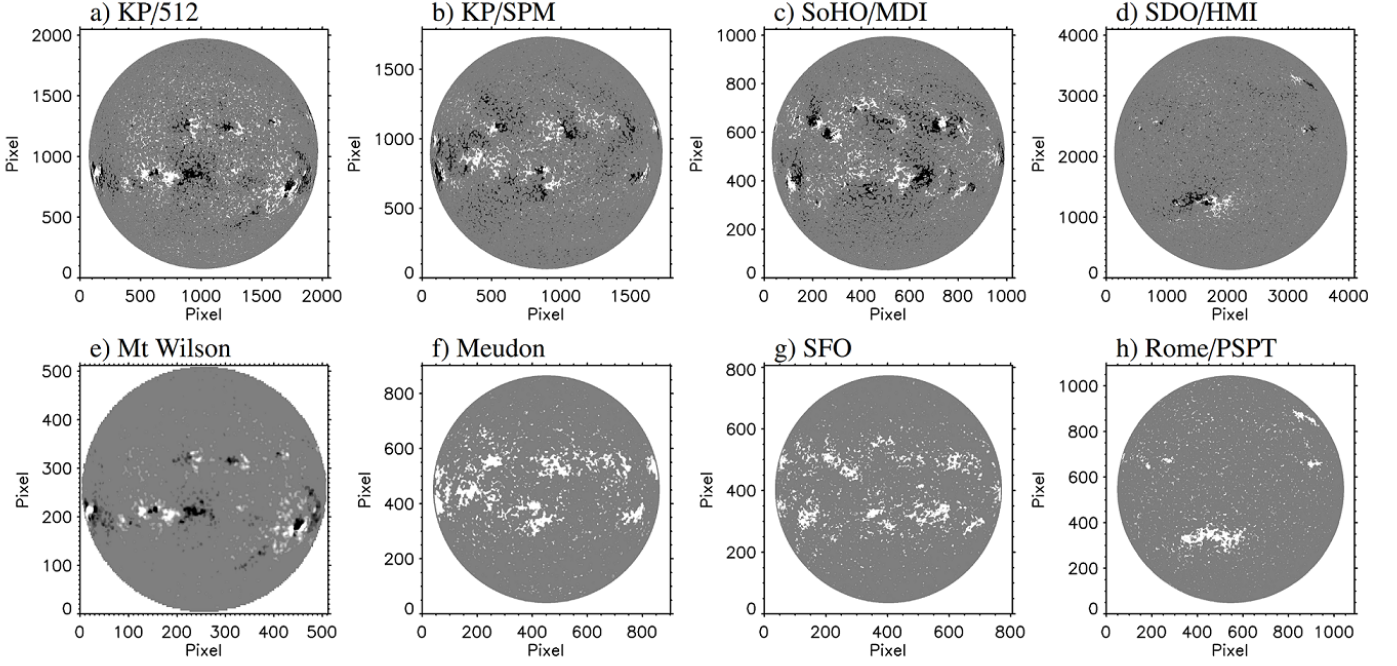 a) KP/512
b) KP/SPM
c) SoHO/MDI
d) SDO/HMI
2000
1500
1000
500
0
Pixel
0 500 1000 1500 2000
Pixel
1500
1000
500
0
Pixel
0 500 1000 1500
Pixel
1000
800
600
400
200
0
Pixel
0 200 400 600 800 1000
Pixel
4000
3000
2000
1000
0
Pixel
0 1000 2000 3000 4000
Pixel
e) Mt Wilson
f) Meudon
g) SFO
h) Rome/PSPT
500
400
300
200
100
0
Pixel
0 100 200 300 400 500
Pixel
800
600
400
200
0
Pixel
0 200 400 600 800
Pixel
800
600
400
200
0
Pixel
0 200 400 600 800
Pixel
1000
800
600
400
200
0
Pixel
0 200 400 600 800 1000
Pixel